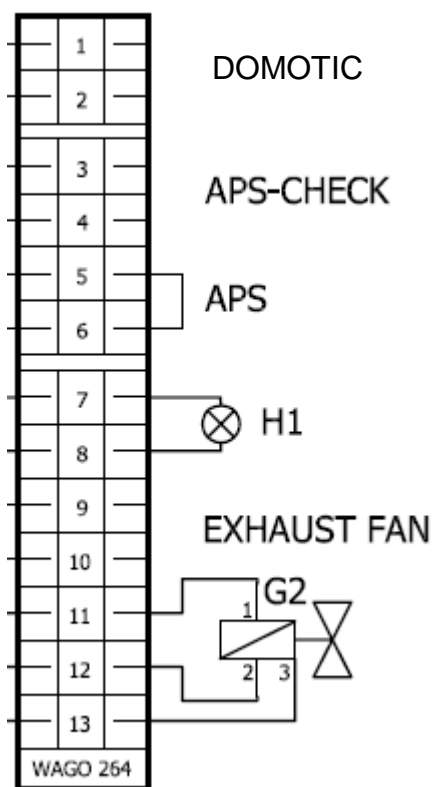 1
DOMOTIC
2
3
APS-CHECK
4
5
APS
6
7
H1
8
9
EXHAUST FAN
10
G2
11
1
12
2 3
13
WAGO 264